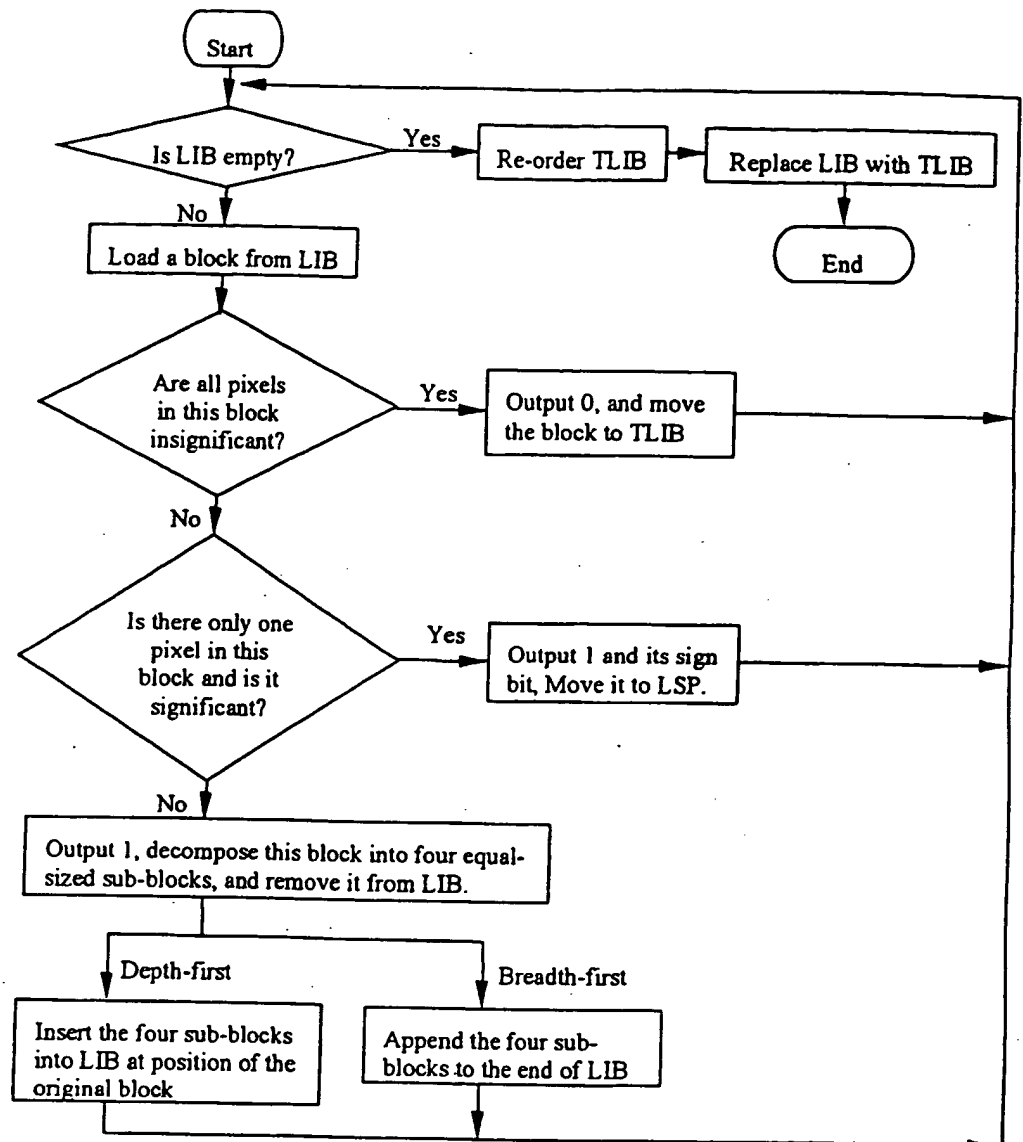 Start
Is LIB empty?
Yes
Re-order TLIB
Replace LIB with TLIB
End
No
Load a block from LIB
Are all pixels
in this block
insignificant?
Yes
Output 0, and move
the block to TLIB
No
Is there only one
pixel in this
block and is it
significant?
Yes
Output 1 and its sign
bit, Move it to LSP.
No
Output 1, decompose this block into four equal-
sized sub-blocks, and remove it from LIB.
Depth-first
Breadth-first
Insert the four sub-blocks
into LIB at position of the
original block
Append the four sub-
blocks to the end of LIB